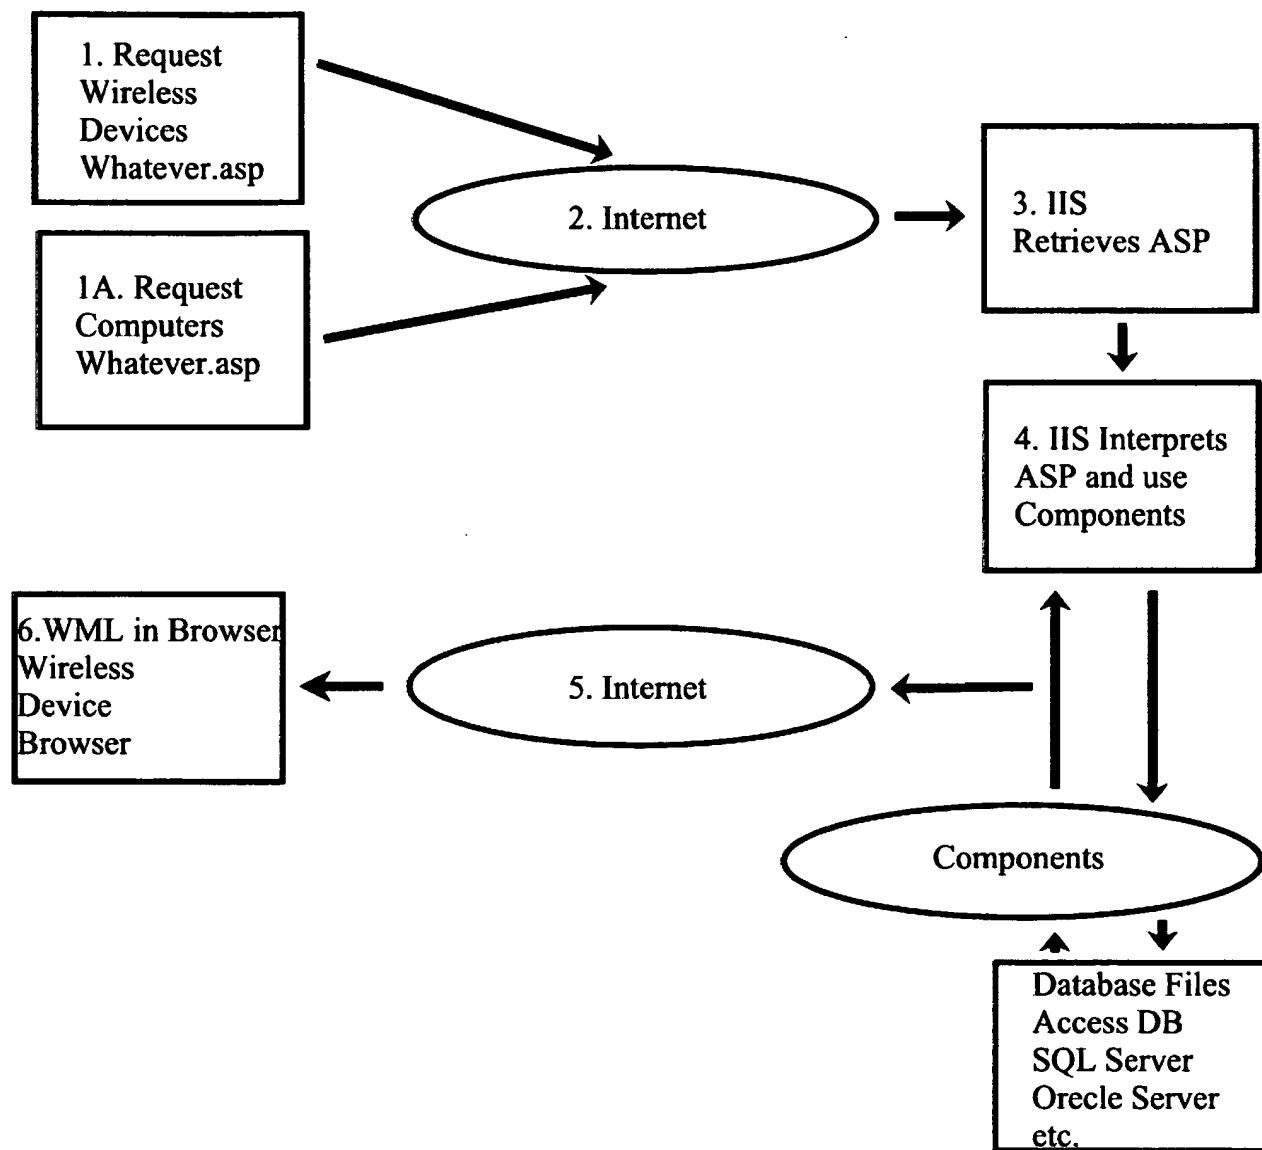 1. Request
Wireless
Devices
Whatever.asp
1A. Request
Computers
Whatever.asp
2. Internet
3. IIS
Retrieves ASP
4. IIS Interprets
ASP and use
Components
5. Internet
6.WML in Browser
Wireless
Device
Browser
Components
Database Files
Access DB
SQL Server
Orecle Server
etc.